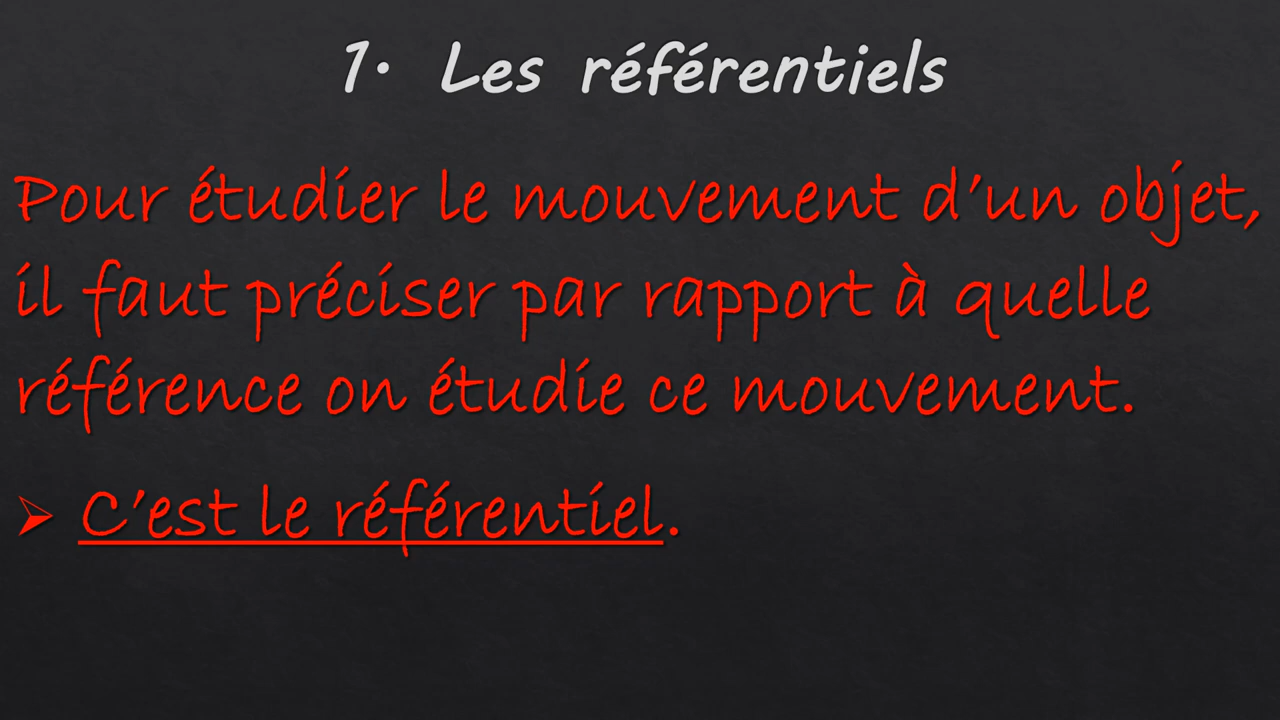 1. Les référentiels
Pour étudier le mouvement d'un objet,
il faut préciser par rapport à quelle
référence on étudie ce mouvement.
➢ C'est le référentiel.